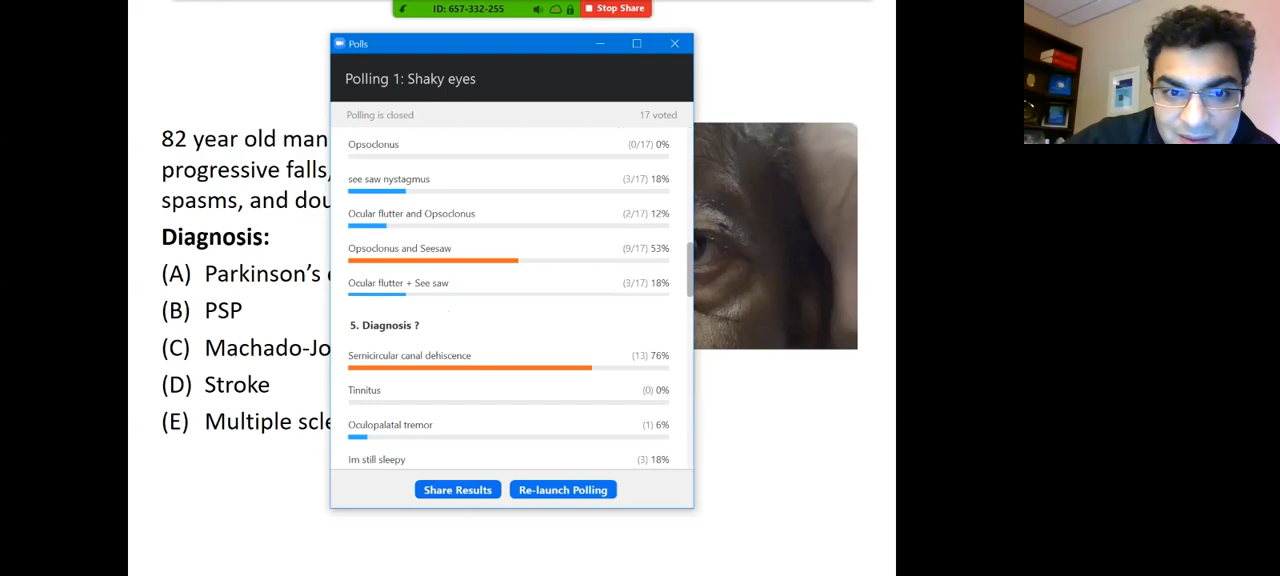 ID: 657-332-255 Stop Share
Polls
Polling 1: Shaky eyes
Polling is closed 17 voted
Opsoclonus (0/17) 0%
see saw nystagmus (3/17) 18%
Ocular flutter and Opsoclonus (2/17) 12%
Opsoclonus and Seesaw (9/17) 53%
Ocular flutter + See saw (3/17) 18%
5. Diagnosis ?
Semicircular canal dehiscence (13) 76%
Tinnitus (0) 0%
Oculopalatal tremor (1) 6%
Im still sleepy (3) 18%
Share Results Re-launch Polling
82 year old man
progressive falls,
spasms, and dou
Diagnosis:
(A) Parkinson's
(B) PSP
(C) Machado-Jo
(D) Stroke
(E) Multiple scle